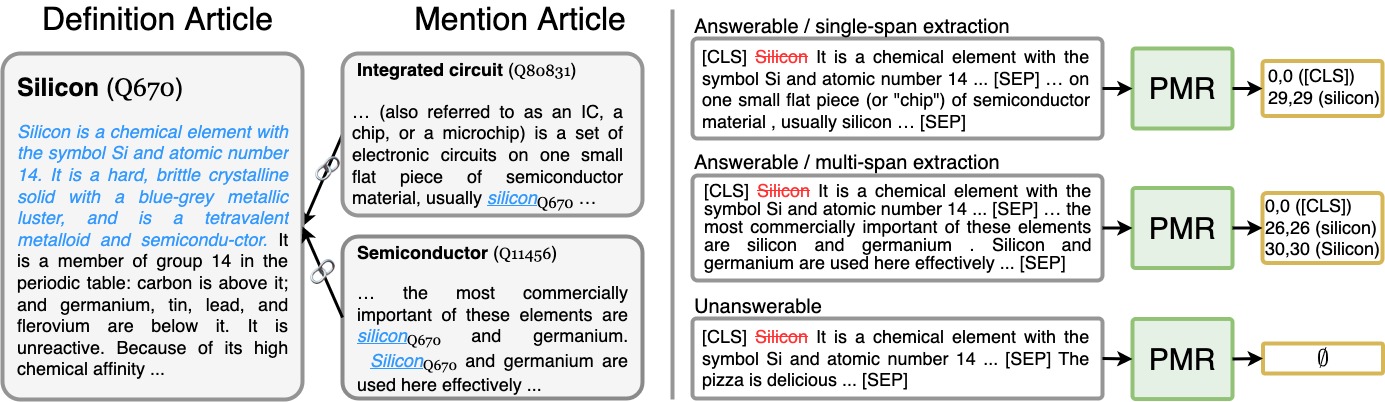 Definition Article
Silicon (Q670)
Silicon is a chemical element with
the symbol Si and atomic number
14. It is a hard, brittle crystalline
solid with a blue-grey metallic
luster, and is a tetravalent
metalloid and semicondu-ctor. It
is a member of group 14 in the
periodic table: carbon is above it;
and germanium, tin, lead, and
flerovium are below it. It is
unreactive. Because of its high
chemical affinity ...
Mention Article
Integrated circuit (Q80831)
... (also referred to as an IC, a
chip, or a microchip) is a set of
electronic circuits on one small
flat piece of semiconductor
material, usually siliconQ670 ...
Semiconductor (Q11456)
... the most commercially
important of these elements are
siliconQ670 and germanium.
SiliconQ670 and germanium are
used here effectively ...
Answerable / single-span extraction
[CLS] Silicon It is a chemical element with the
symbol Si and atomic number 14 ... [SEP] ... on
one small flat piece (or "chip") of semiconductor
material , usually silicon ... [SEP]
PMR
0,0 ([CLS])
29,29 (silicon)
Answerable / multi-span extraction
[CLS] Silicon It is a chemical element with the
symbol Si and atomic number 14 ... [SEP] ... the
most commercially important of these elements
are silicon and germanium . Silicon and
germanium are used here effectively ... [SEP]
PMR
0,0 ([CLS])
26,26 (silicon)
30,30 (Silicon)
Unanswerable
[CLS] Silicon It is a chemical element with the
symbol Si and atomic number 14 ... [SEP] The
pizza is delicious ... [SEP]
PMR
∅